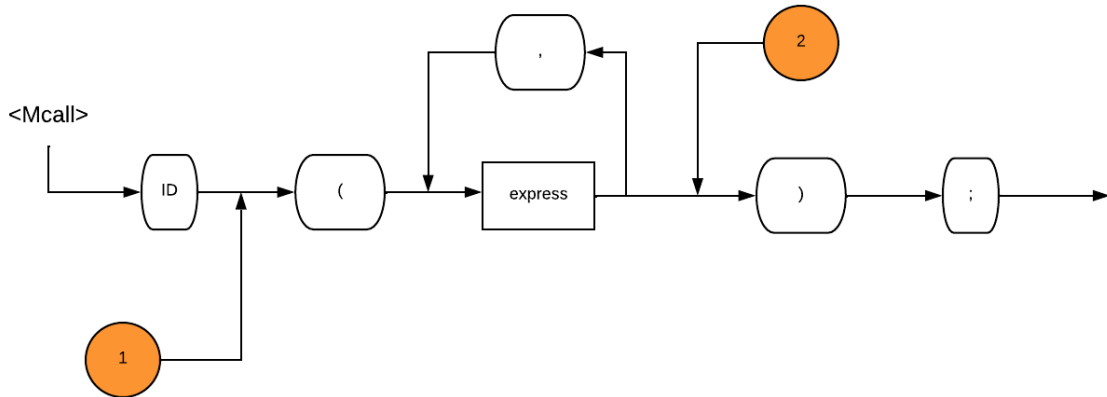 2
,
<Mcall>
ID
(
express
)
;
1